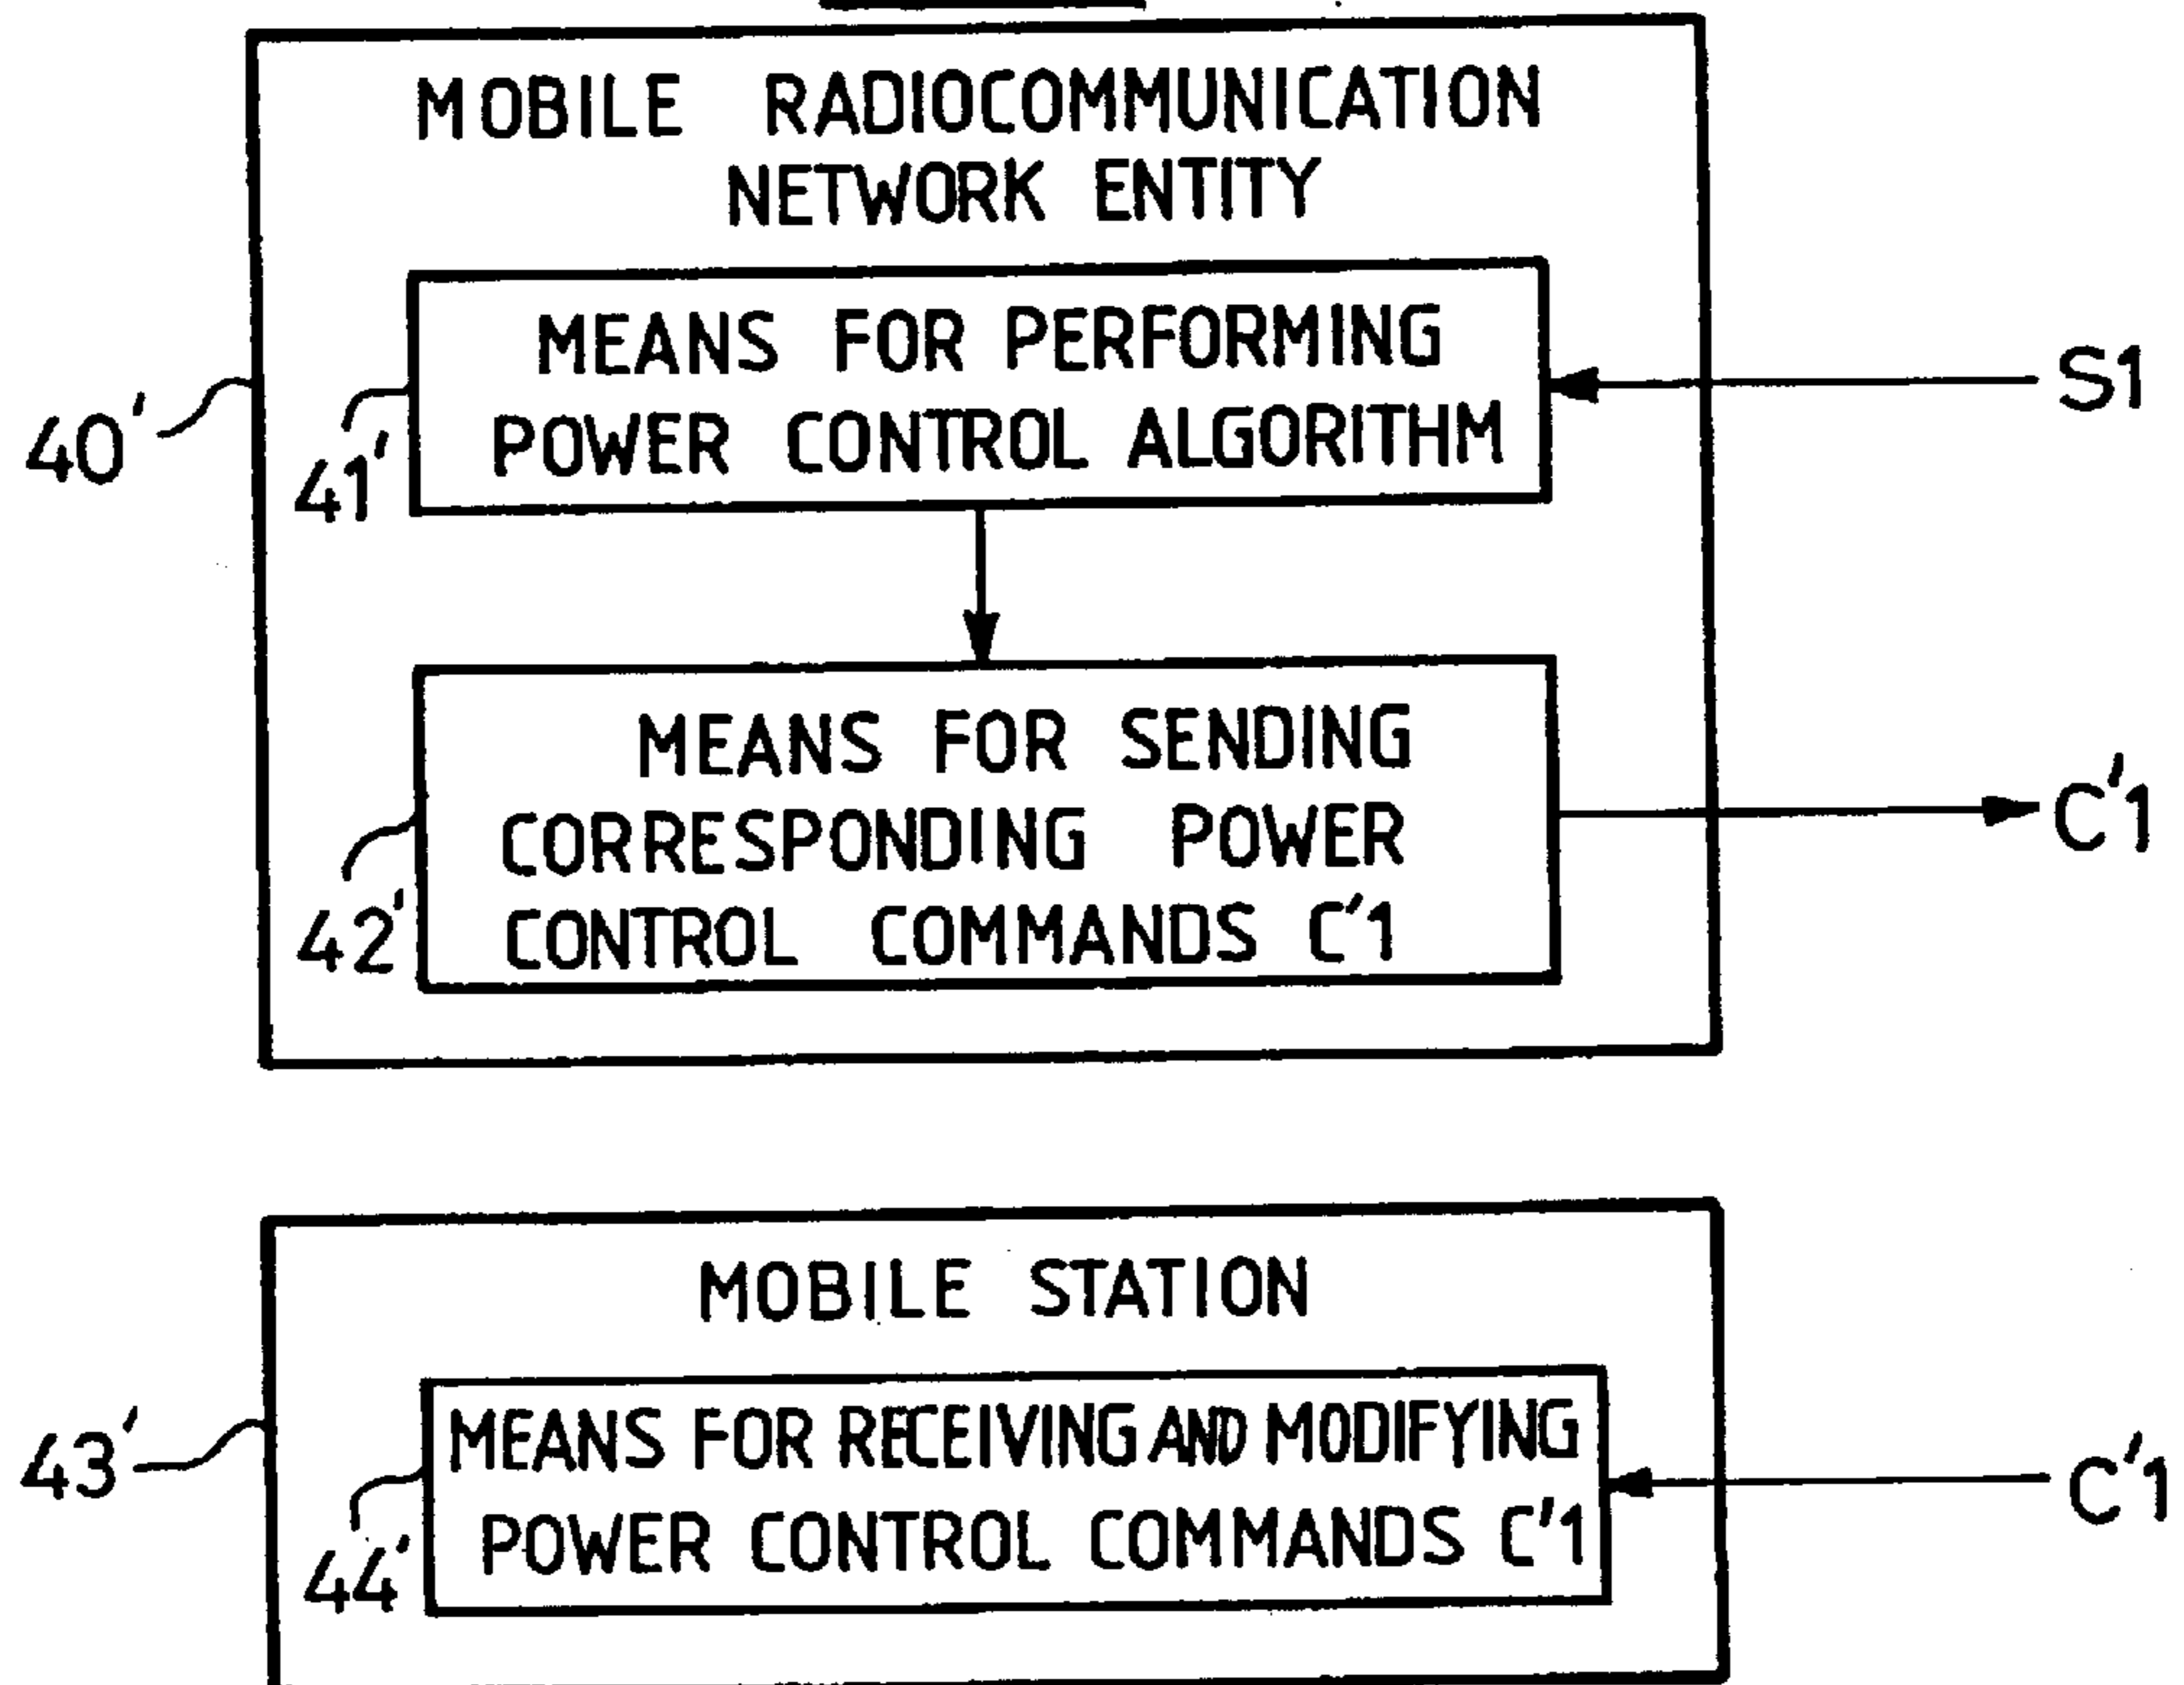 MOBILE RADIOCOMMUNICATION
NETWORK ENTITY
MEANS FOR PERFORMING
POWER CONTROL ALGORITHM
S1
40'
41'
MEANS FOR SENDING
CORRESPONDING POWER
CONTROL COMMANDS C'1
C'1
42'
MOBILE STATION
MEANS FOR RECEIVING AND MODIFYING
POWER CONTROL COMMANDS C'1
C'1
43'
44'